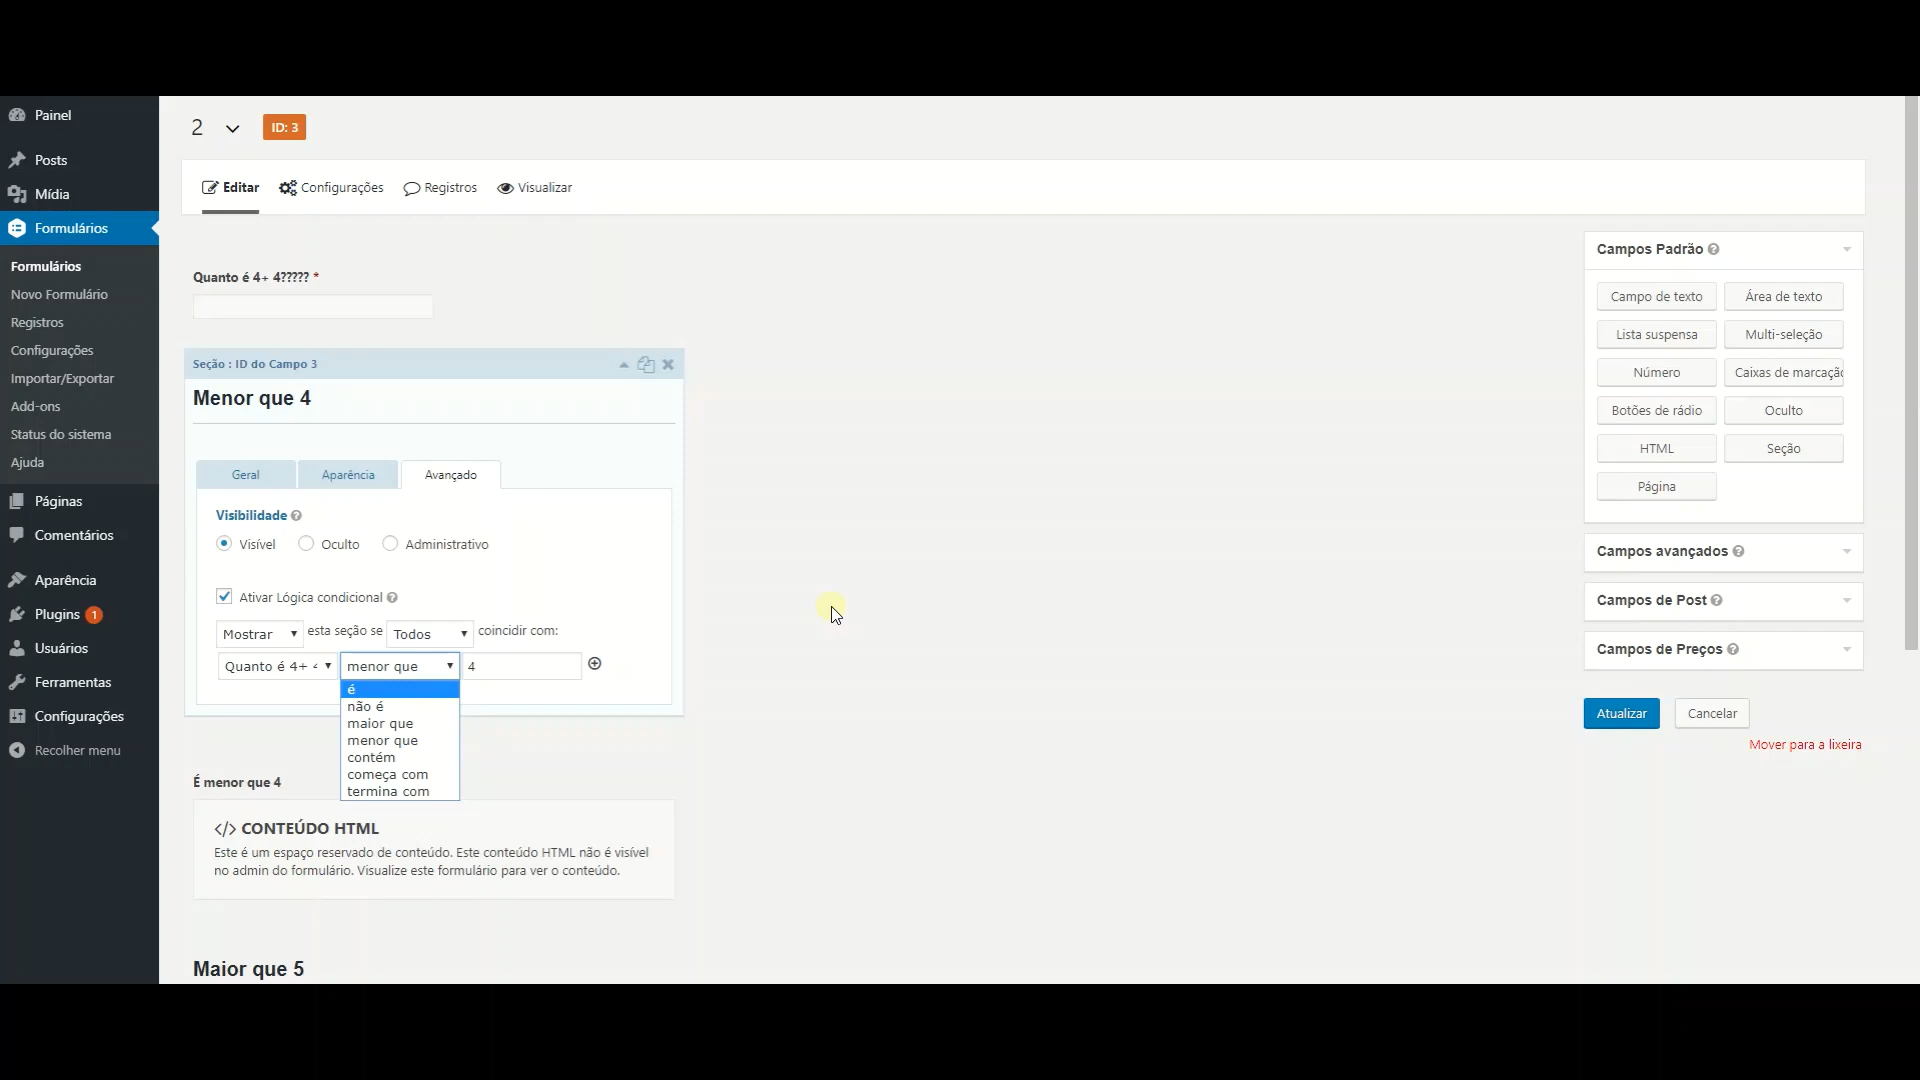 Painel
Posts
Mídia
Formulários
Formulários
Novo Formulário
Registros
Configurações
Importar/Exportar
Add-ons
Status do sistema
Ajuda
Páginas
Comentários
Aparência
Plugins 1
Usuários
Ferramentas
Configurações
Recolher menu
2 ID: 3
Editar Configurações Registros Visualizar
Quanto é 4+ 4????? *
Seção : ID do Campo 3
Menor que 4
Geral Aparência Avançado
Visibilidade
Visível Oculto Administrativo
Ativar Lógica condicional
Mostrar esta seção se Todos coincidir com:
Quanto é 4+ menor que 4
é
não é
maior que
menor que
contém
começa com
termina com
É menor que 4
</> CONTEÚDO HTML
Este é um espaço reservado de conteúdo. Este conteúdo HTML não é visível
no admin do formulário. Visualize este formulário para ver o conteúdo.
Maior que 5
Campos Padrão
Campo de texto Área de texto
Lista suspensa Multi-seleção
Número Caixas de marcaçã
Botões de rádio Oculto
HTML Seção
Página
Campos avançados
Campos de Post
Campos de Preços
Atualizar Cancelar
Mover para a lixeira